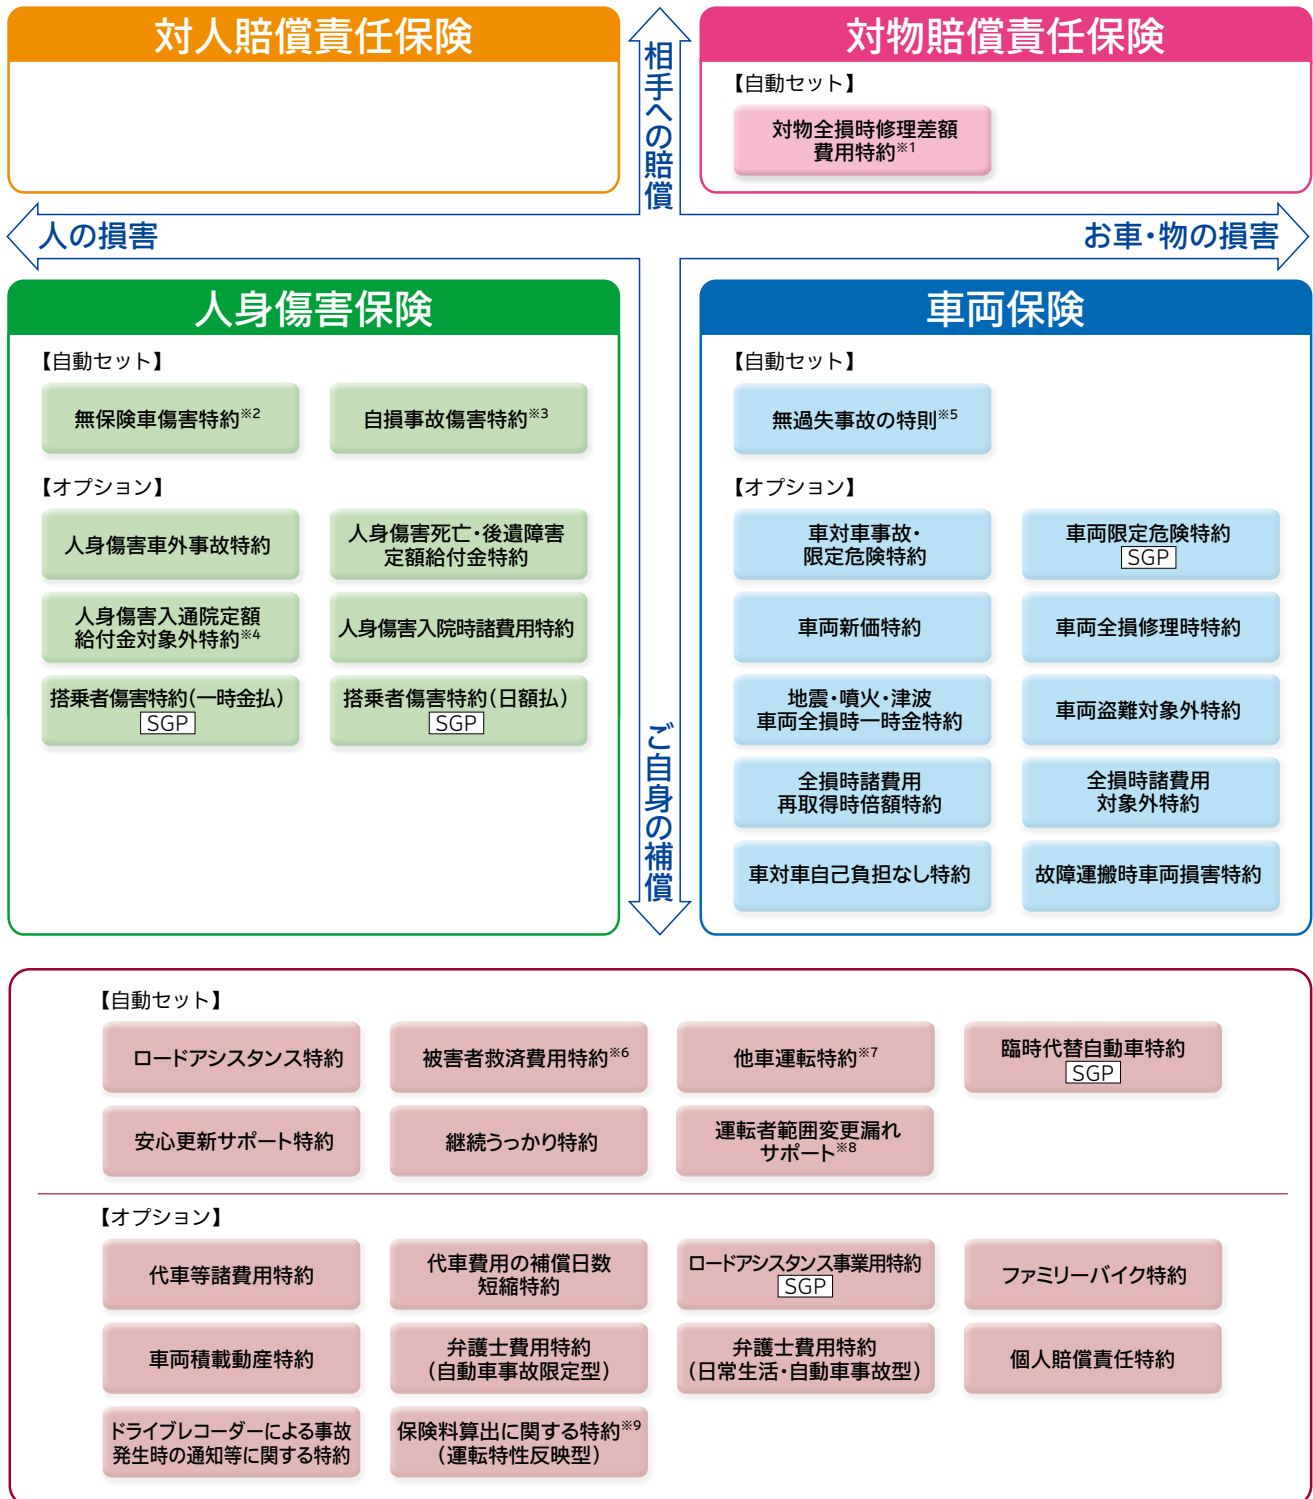 対人賠償責任保険
相手への賠償
対物賠償責任保険
【自動セット】
対物全損時修理差額
費用特約※1
人の損害
お車・物の損害
人身傷害保険
【自動セット】
無保険車傷害特約※2
自損事故傷害特約※3
【オプション】
人身傷害車外事故特約
人身傷害死亡・後遺障害
定額給付金特約
人身傷害入通院定額
給付金対象外特約※4
人身傷害入院時諸費用特約
搭乗者傷害特約(一時金払)
SGP
搭乗者傷害特約(日額払)
SGP
ご自身の補償
車両保険
【自動セット】
無過失事故の特則※5
【オプション】
車対車事故・
限定危険特約
車両限定危険特約
SGP
車両新価特約
車両全損修理時特約
地震・噴火・津波
車両全損時一時金特約
車両盗難対象外特約
全損時諸費用
再取得時倍額特約
全損時諸費用
対象外特約
車対車自己負担なし特約
故障運搬時車両損害特約
【自動セット】
ロードアシスタンス特約
被害者救済費用特約※6
他車運転特約※7
臨時代替自動車特約
SGP
安心更新サポート特約
継続うっかり特約
運転者範囲変更漏れ
サポート※8
【オプション】
代車等諸費用特約
代車費用の補償日数
短縮特約
ロードアシスタンス事業用特約
SGP
ファミリーバイク特約
車両積載動産特約
弁護士費用特約
(自動車事故限定型)
弁護士費用特約
(日常生活・自動車事故型)
個人賠償責任特約
ドライブレコーダーによる事故
発生時の通知等に関する特約
保険料算出に関する特約※9
(運転特性反映型)